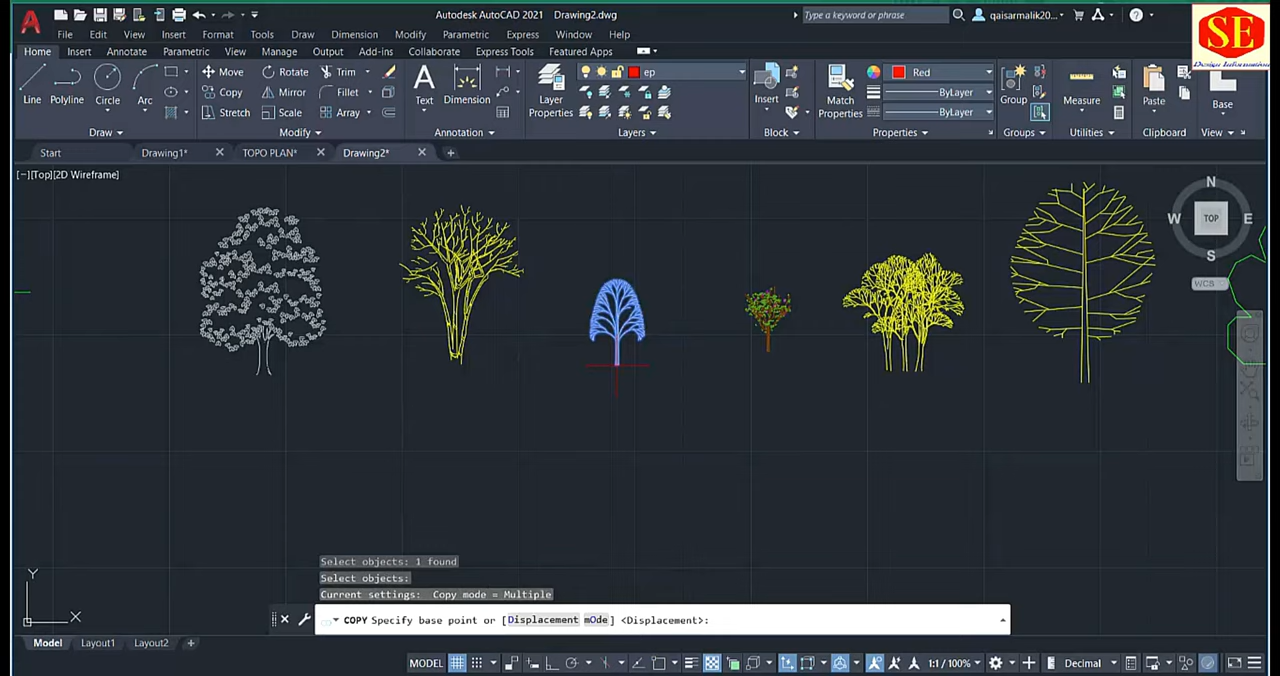 Autodesk AutoCAD 2021 Drawing2.dwg
Type a keyword or phrase
qaisarmalik20...
SE
Design Informations
File Edit View Insert Format Tools Draw Dimension Modify Parametric Express Window Help
Home Insert Annotate Parametric View Manage Output Add-ins Collaborate Express Tools Featured Apps
Line Polyline Circle Arc
Move Rotate Trim
Copy Mirror Fillet
Stretch Scale Array
Text Dimension
Layer Properties
ep
Insert
Match Properties
Red
ByLayer
ByLayer
Group
Measure
Paste
Base
Draw Modify Annotation Layers Block Properties Groups Utilities Clipboard View
Start Drawing1* TOPO PLAN* Drawing2*
[−][Top][2D Wireframe]
N
W TOP E
S
WCS
Y
X
Select objects: 1 found
Select objects:
Current settings: Copy mode = Multiple
COPY Specify base point or [Displacement mOde] <Displacement>:
Model Layout1 Layout2
MODEL 1:1 / 100% Decimal